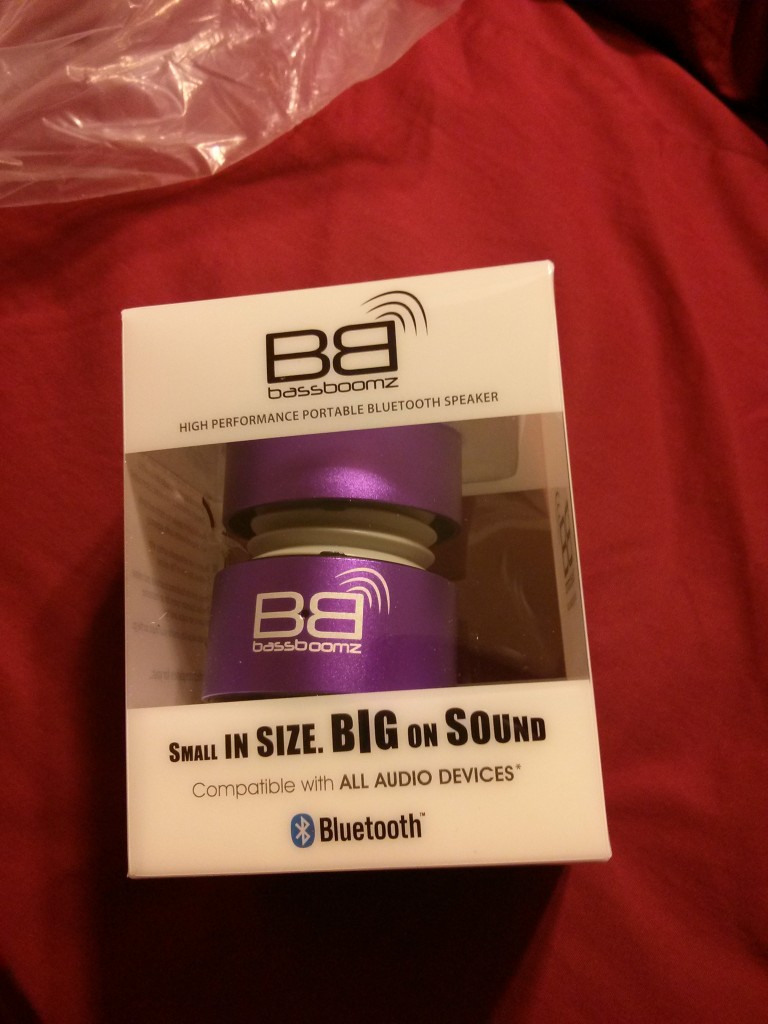 BB
bassboomz
HIGH PERFORMANCE PORTABLE BLUETOOTH SPEAKER
BB
bassboomz
SMALL IN SIZE. BIG ON SOUND
Compatible with ALL AUDIO DEVICES*
Bluetooth™